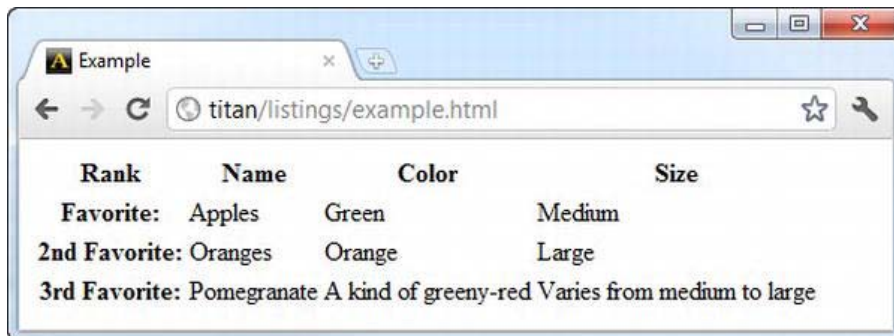 A Example
titan/listings/example.html
Rank Name Color Size
Favorite: Apples Green Medium
2nd Favorite: Oranges Orange Large
3rd Favorite: Pomegranate A kind of greeny-red Varies from medium to large